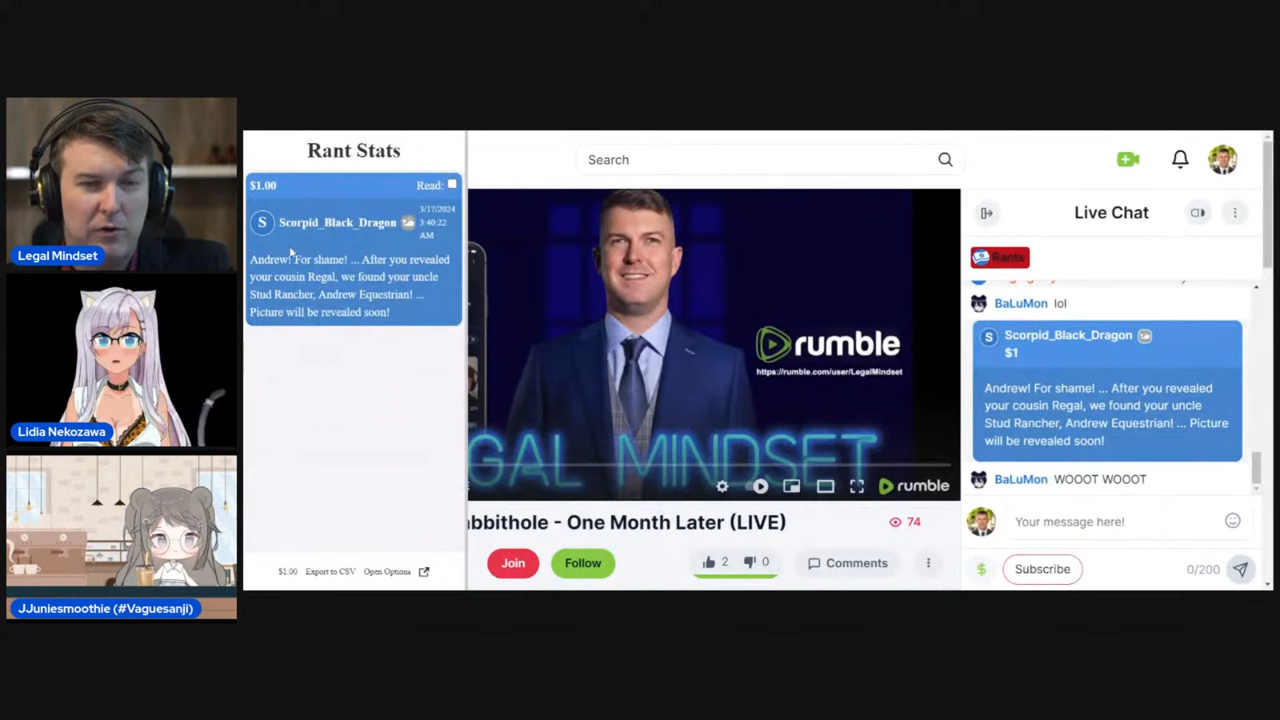 Legal Mindset
Lidia Nekozawa
JJuniesmoothie (#Vaguesanji)
Rant Stats
$1.00 Read:
S Scorpid_Black_Dragon
3/17/2024
3:40:22
AM
Andrew! For shame! ... After you revealed
your cousin Regal, we found your uncle
Stud Rancher, Andrew Equestrian! ...
Picture will be revealed soon!
$1.00 Export to CSV Open Options
Search
rumble
https://rumble.com/user/LegalMindset
GAL MINDSET
rumble
bbithole - One Month Later (LIVE)
74
Join
Follow
2
0
Comments
Live Chat
Rants
BaLuMon lol
S Scorpid_Black_Dragon
$1
Andrew! For shame! ... After you revealed
your cousin Regal, we found your uncle
Stud Rancher, Andrew Equestrian! ... Picture
will be revealed soon!
BaLuMon WOOOT WOOOT
Your message here!
$ Subscribe
0/200